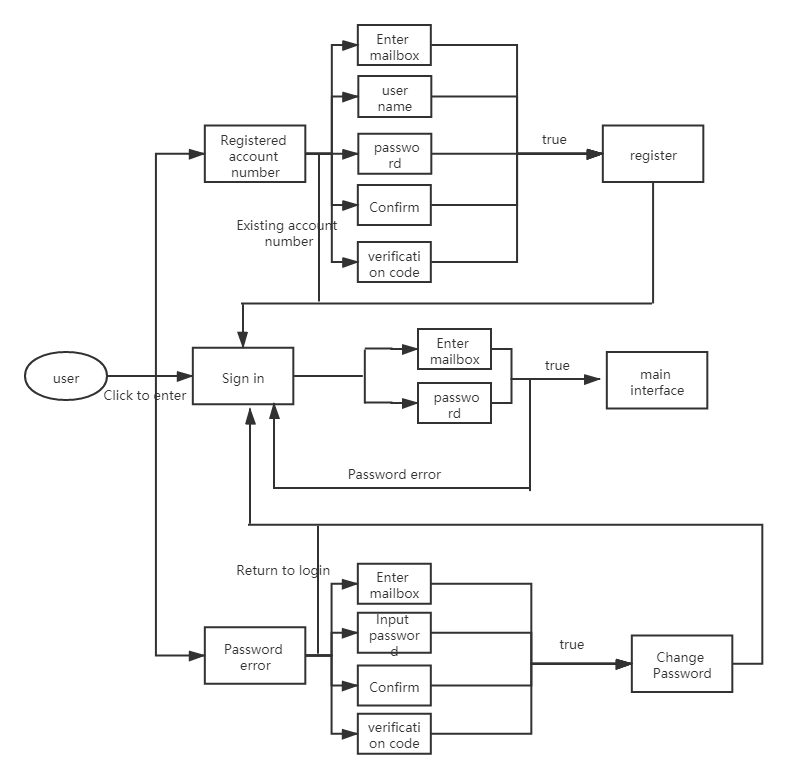 Enter
mailbox
user
name
Registered
account
number
passwo
rd
true
register
Confirm
Existing account
number
verificati
on code
user
Click to enter
Sign in
Enter
mailbox
passwo
rd
true
main
interface
Password error
Return to login
Enter
mailbox
Input
passwor
d
Password
error
true
Change
Password
Confirm
verificati
on code